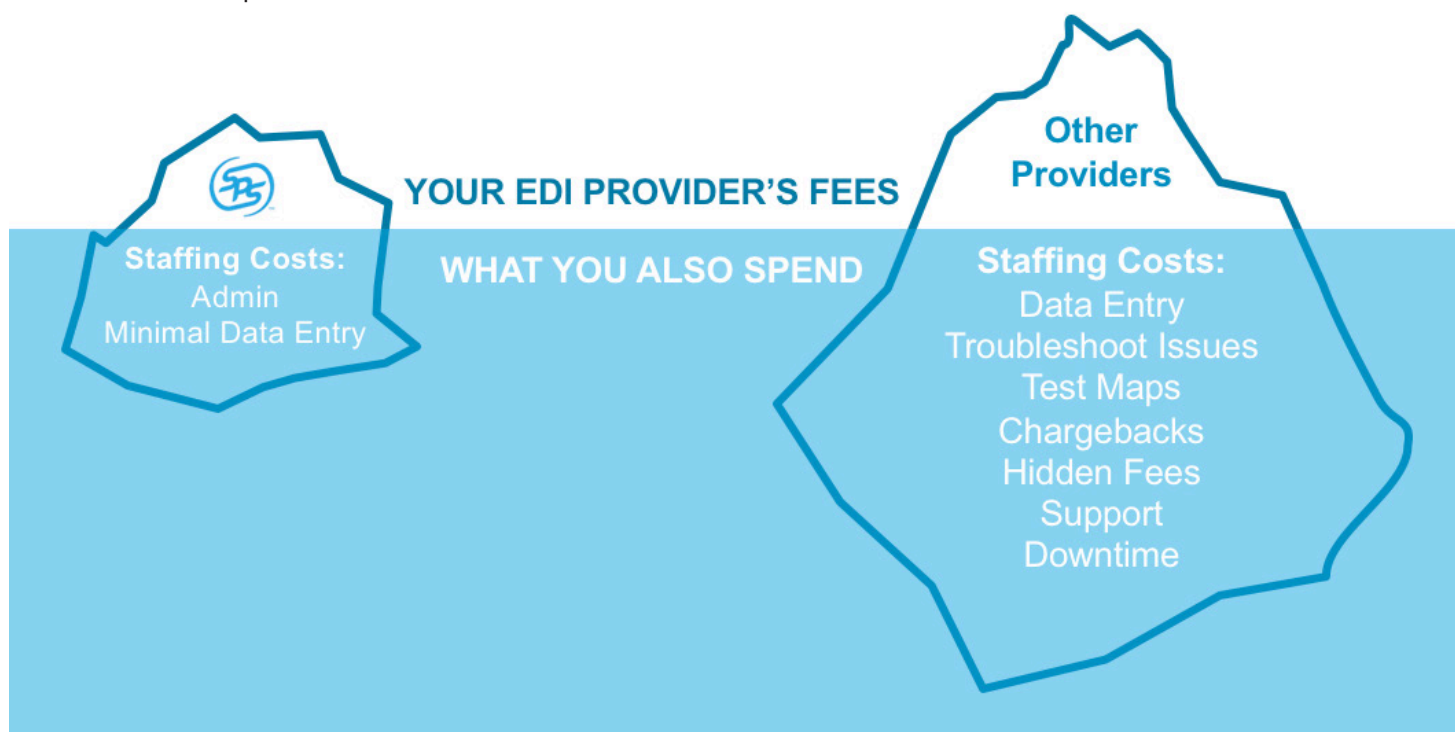 SPS
YOUR EDI PROVIDER'S FEES
WHAT YOU ALSO SPEND
Staffing Costs:
Admin
Minimal Data Entry
Other
Providers
Staffing Costs:
Data Entry
Troubleshoot Issues
Test Maps
Chargebacks
Hidden Fees
Support
Downtime